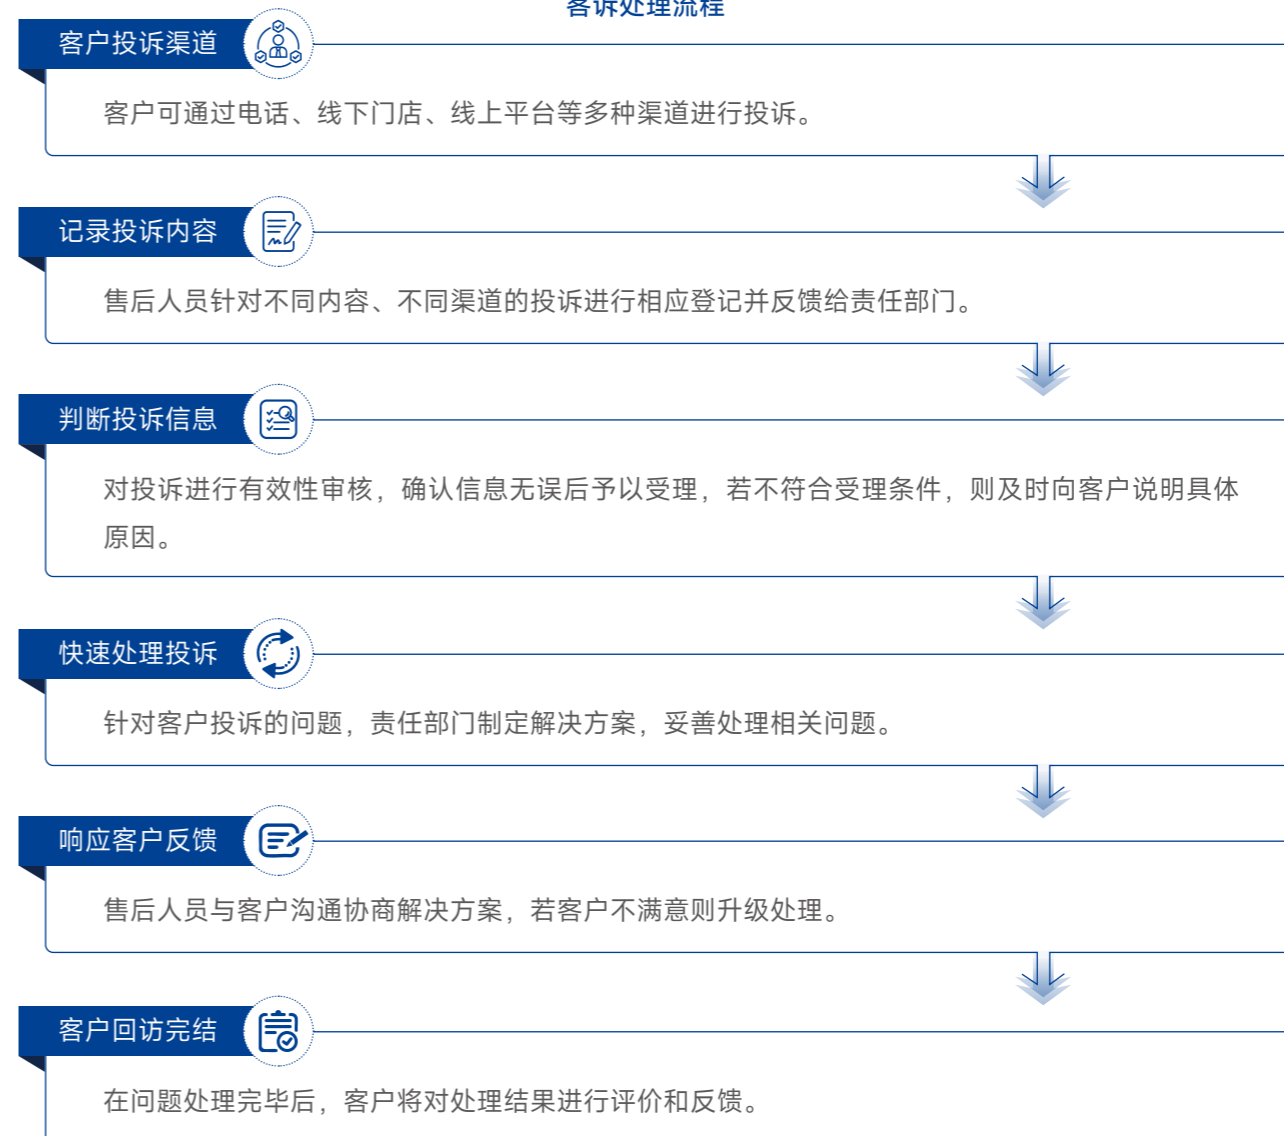 客诉处理流程
客户投诉渠道
客户可通过电话、线下门店、线上平台等多种渠道进行投诉。
记录投诉内容
售后人员针对不同内容、不同渠道的投诉进行相应登记并反馈给责任部门。
判断投诉信息
对投诉进行有效性审核，确认信息无误后予以受理，若不符合受理条件，则及时向客户说明具体
原因。
快速处理投诉
针对客户投诉的问题，责任部门制定解决方案，妥善处理相关问题。
响应客户反馈
售后人员与客户沟通协商解决方案，若客户不满意则升级处理。
客户回访完结
在问题处理完毕后，客户将对处理结果进行评价和反馈。